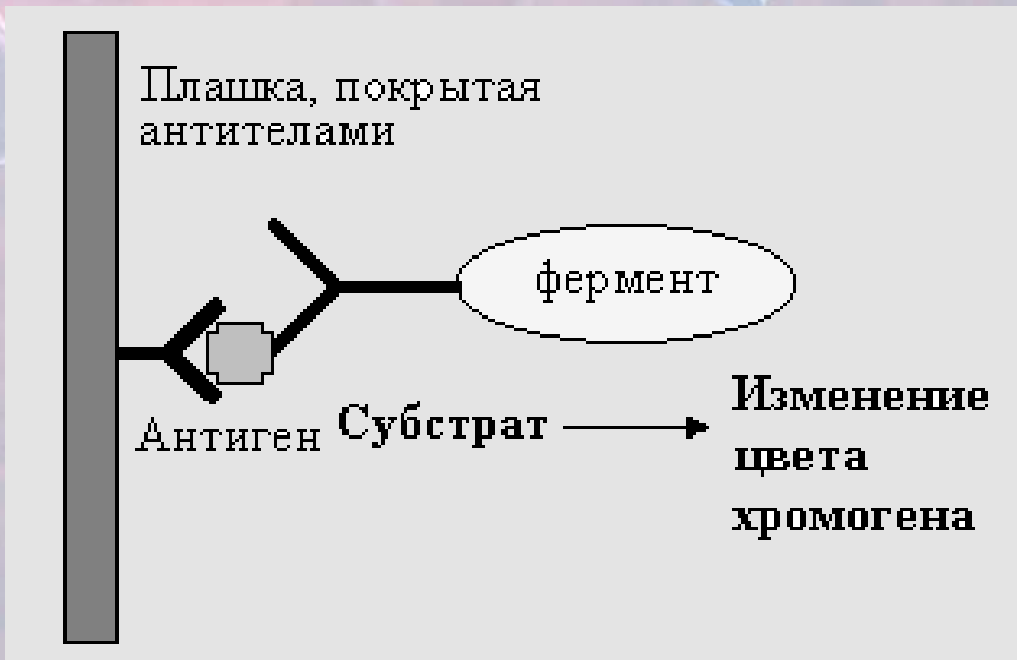 Плашка, покрытая
антителами
фермент
Антиген
Субстрат
Изменение
цвета
хромогена